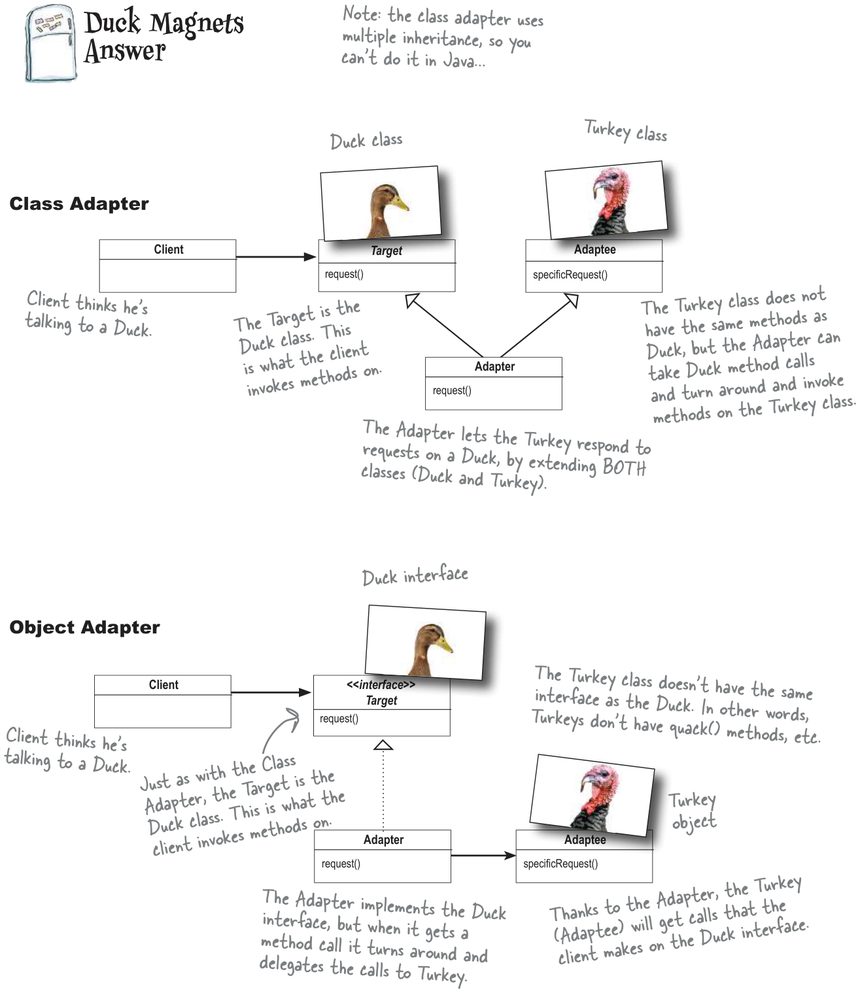 Duck Magnets
Answer
Note: the class adapter uses
multiple inheritance, so you
can't do it in Java...
Duck class
Turkey class
Class Adapter
Client
Target
request()
Adaptee
specificRequest()
Client thinks he's
talking to a Duck.
The Target is the
Duck class. This
is what the client
invokes methods on.
Adapter
request()
The Turkey class does not
have the same methods as
Duck, but the Adapter can
take Duck method calls
and turn around and invoke
methods on the Turkey class.
The Adapter lets the Turkey respond to
requests on a Duck, by extending BOTH
classes (Duck and Turkey).
Duck interface
Object Adapter
Client
<<interface>>
Target
request()
Client thinks he's
talking to a Duck.
Just as with the Class
Adapter, the Target is the
Duck class. This is what the
client invokes methods on.
The Turkey class doesn't have the same
interface as the Duck. In other words,
Turkeys don't have quack() methods, etc.
Adapter
request()
Adaptee
specificRequest()
Turkey
object
The Adapter implements the Duck
interface, but when it gets a
method call it turns around and
delegates the calls to Turkey.
Thanks to the Adapter, the Turkey
(Adaptee) will get calls that the
client makes on the Duck interface.